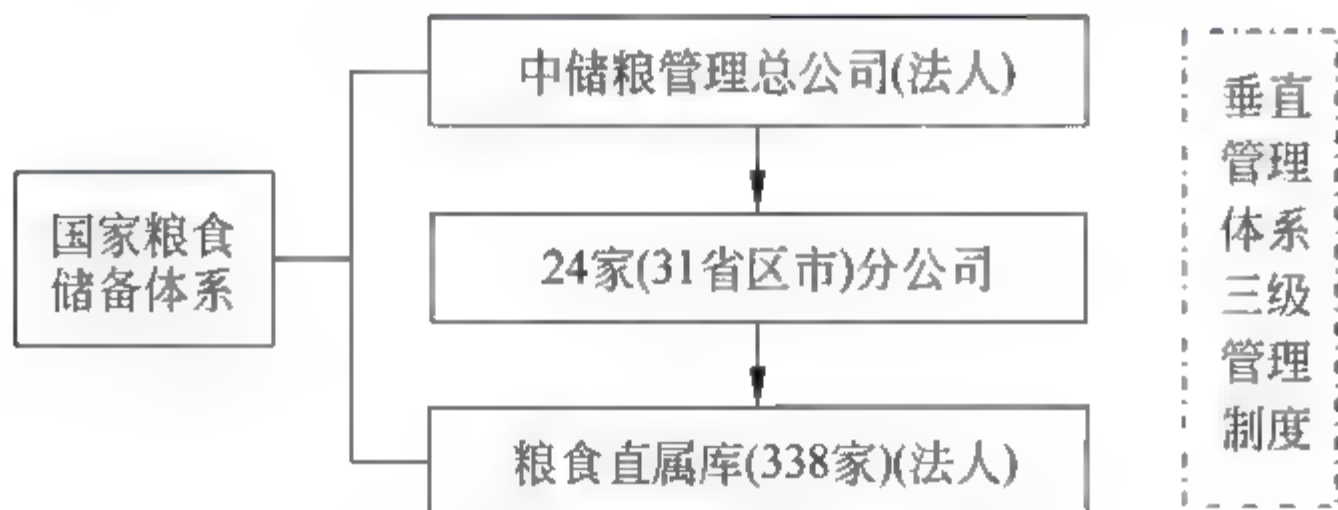 中储粮管理总公司(法人)
国家粮食
储备体系
24家(31省区市)分公司
粮食直属库(338家)(法人)
垂直
管理
体系
三级
管理
制度